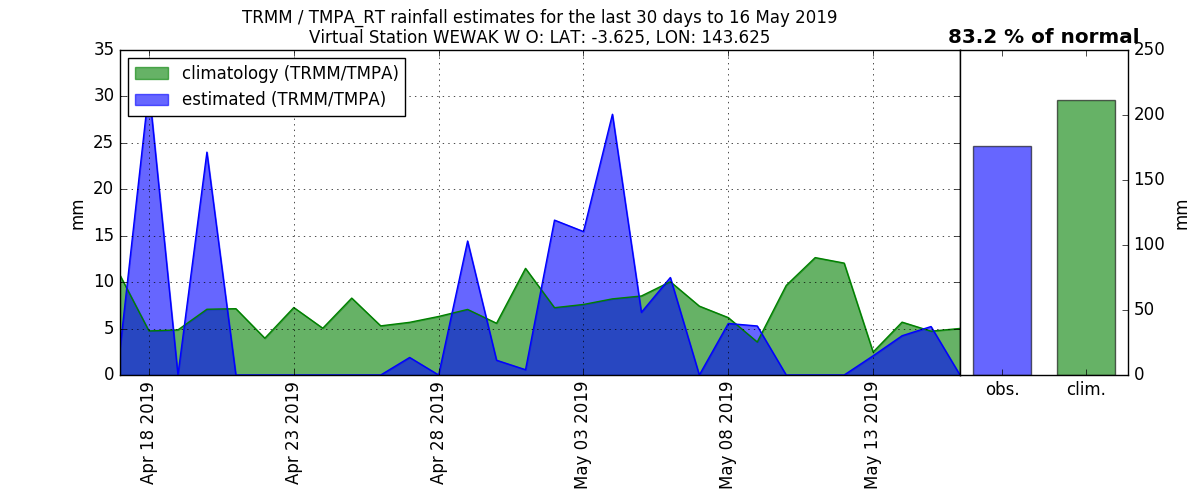 TRMM / TMPA_RT rainfall estimates for the last 30 days to 16 May 2019
Virtual Station WEWAK W O: LAT: -3.625, LON: 143.625
83.2 % of normal
climatology (TRMM/TMPA)
estimated (TRMM/TMPA)
35
30
25
20
15
10
5
0
mm
Apr 18 2019
Apr 23 2019
Apr 28 2019
May 03 2019
May 08 2019
May 13 2019
obs.
clim.
250
200
150
100
50
0
mm